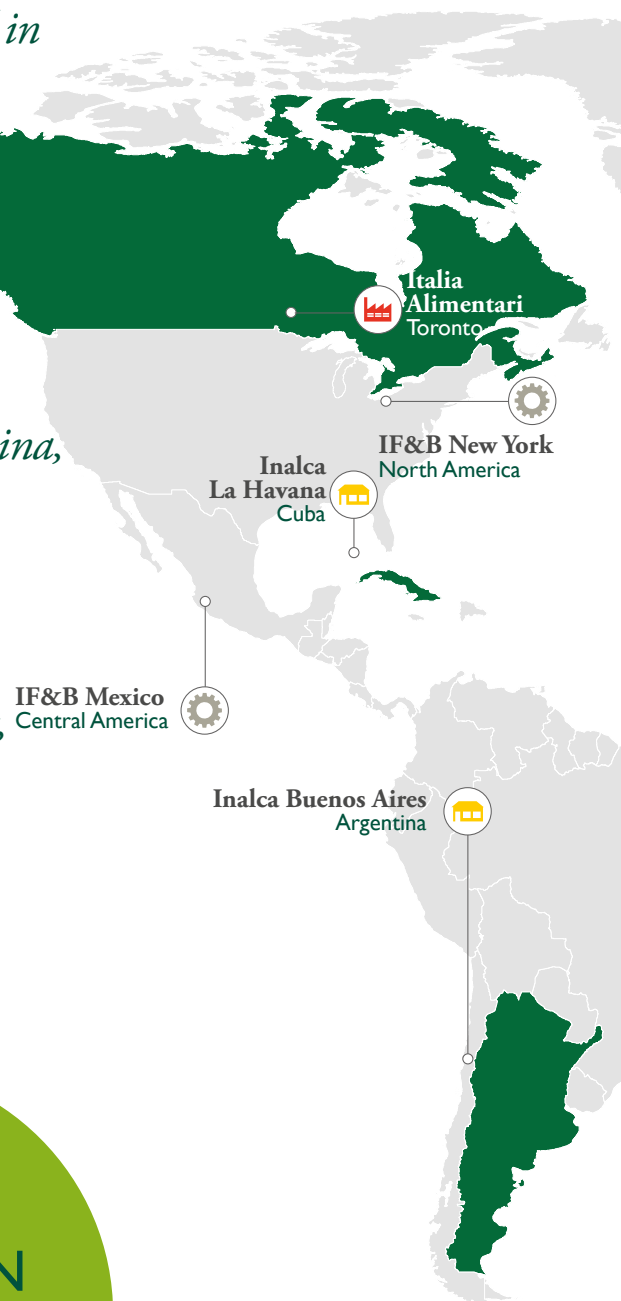 in
Italia
Alimentari
Toronto
IF&B New York
North America
ina,
Inalca
La Havana
Cuba
IF&B Mexico
Central America
,
Inalca Buenos Aires
Argentina
N